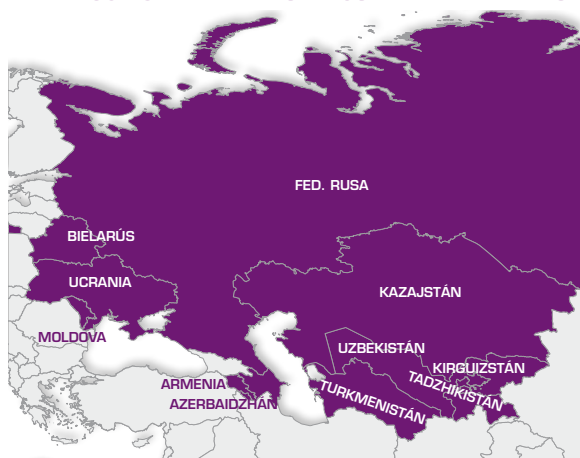 FED. RUSA
BIELARÚS
UCRANIA
KAZAJSTÁN
MOLDOVA
UZBEKISTÁN
KIRGUIZSTÁN
TADZHIKISTÁN
ARMENIA
TURKMENISTÁN
AZERBAIDZHÁN